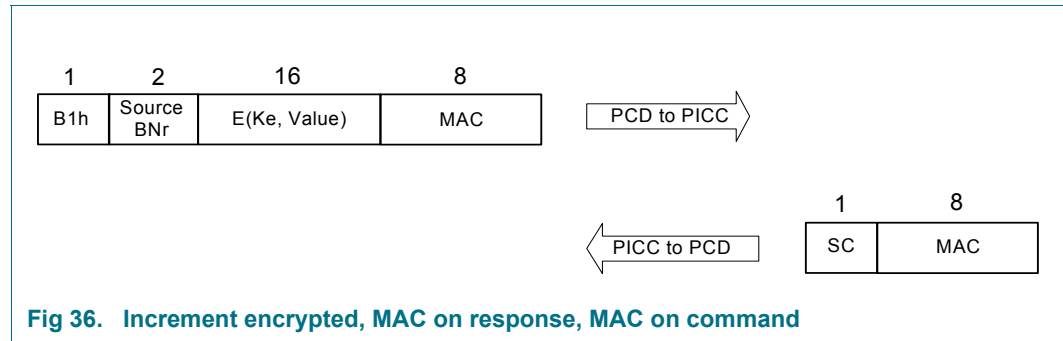 1 2 16 8
B1h Source BNr E(Ke, Value) MAC
PCD to PICC
1 8
PICC to PCD
SC MAC
Fig 36. Increment encrypted, MAC on response, MAC on command